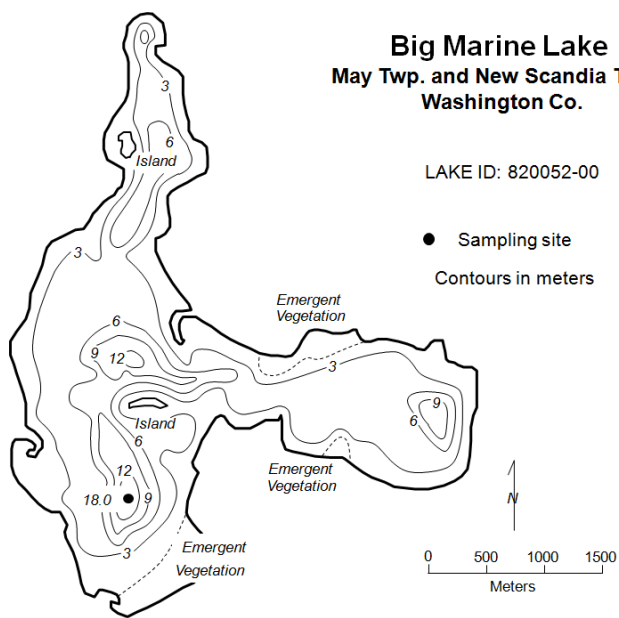 Big Marine Lake
May Twp. and New Scandia T
Washington Co.
LAKE ID: 820052-00
Sampling site
Contours in meters
3
6
Island
3
Emergent
Vegetation
6
9
12
3
9
6
Island
6
12
18.0
9
3
Emergent
Vegetation
Emergent
Vegetation
N
0 500 1000 1500
Meters